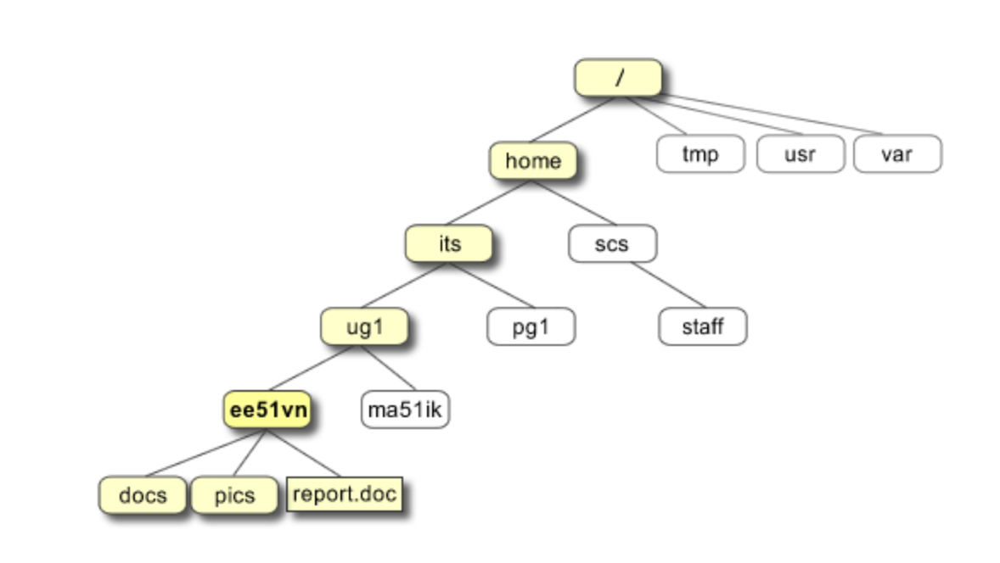 /
home
tmp
usr
var
its
scs
ug1
pg1
staff
ee51vn
ma51ik
docs
pics
report.doc